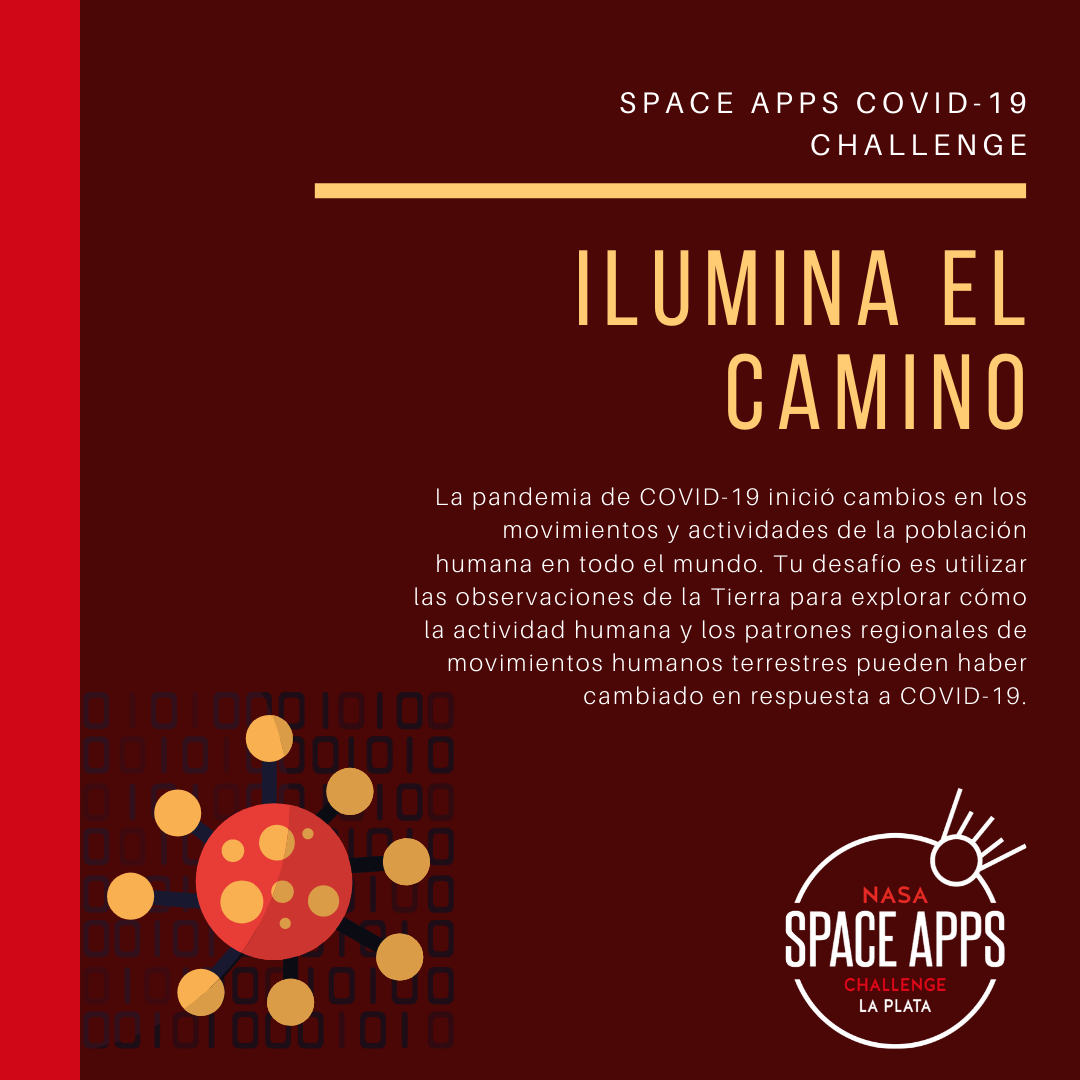 SPACE APPS COVID-19
CHALLENGE
ILUMINA EL
CAMINO
La pandemia de COVID-19 inició cambios en los
movimientos y actividades de la población
humana en todo el mundo. Tu desafío es utilizar
las observaciones de la Tierra para explorar cómo
la actividad humana y los patrones regionales de
movimientos humanos terrestres pueden haber
cambiado en respuesta a COVID-19.
NASA
SPACE APPS
CHALLENGE
LA PLATA